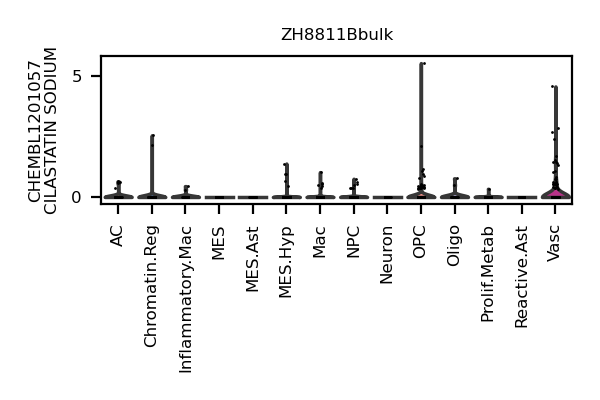 ZH8811Bbulk
CHEMBL1201057
CILASTATIN SODIUM
5
0
AC
Chromatin.Reg
Inflammatory.Mac
MES
MES.Ast
MES.Hyp
Mac
NPC
Neuron
OPC
Oligo
Prolif.Metab
Reactive.Ast
Vasc